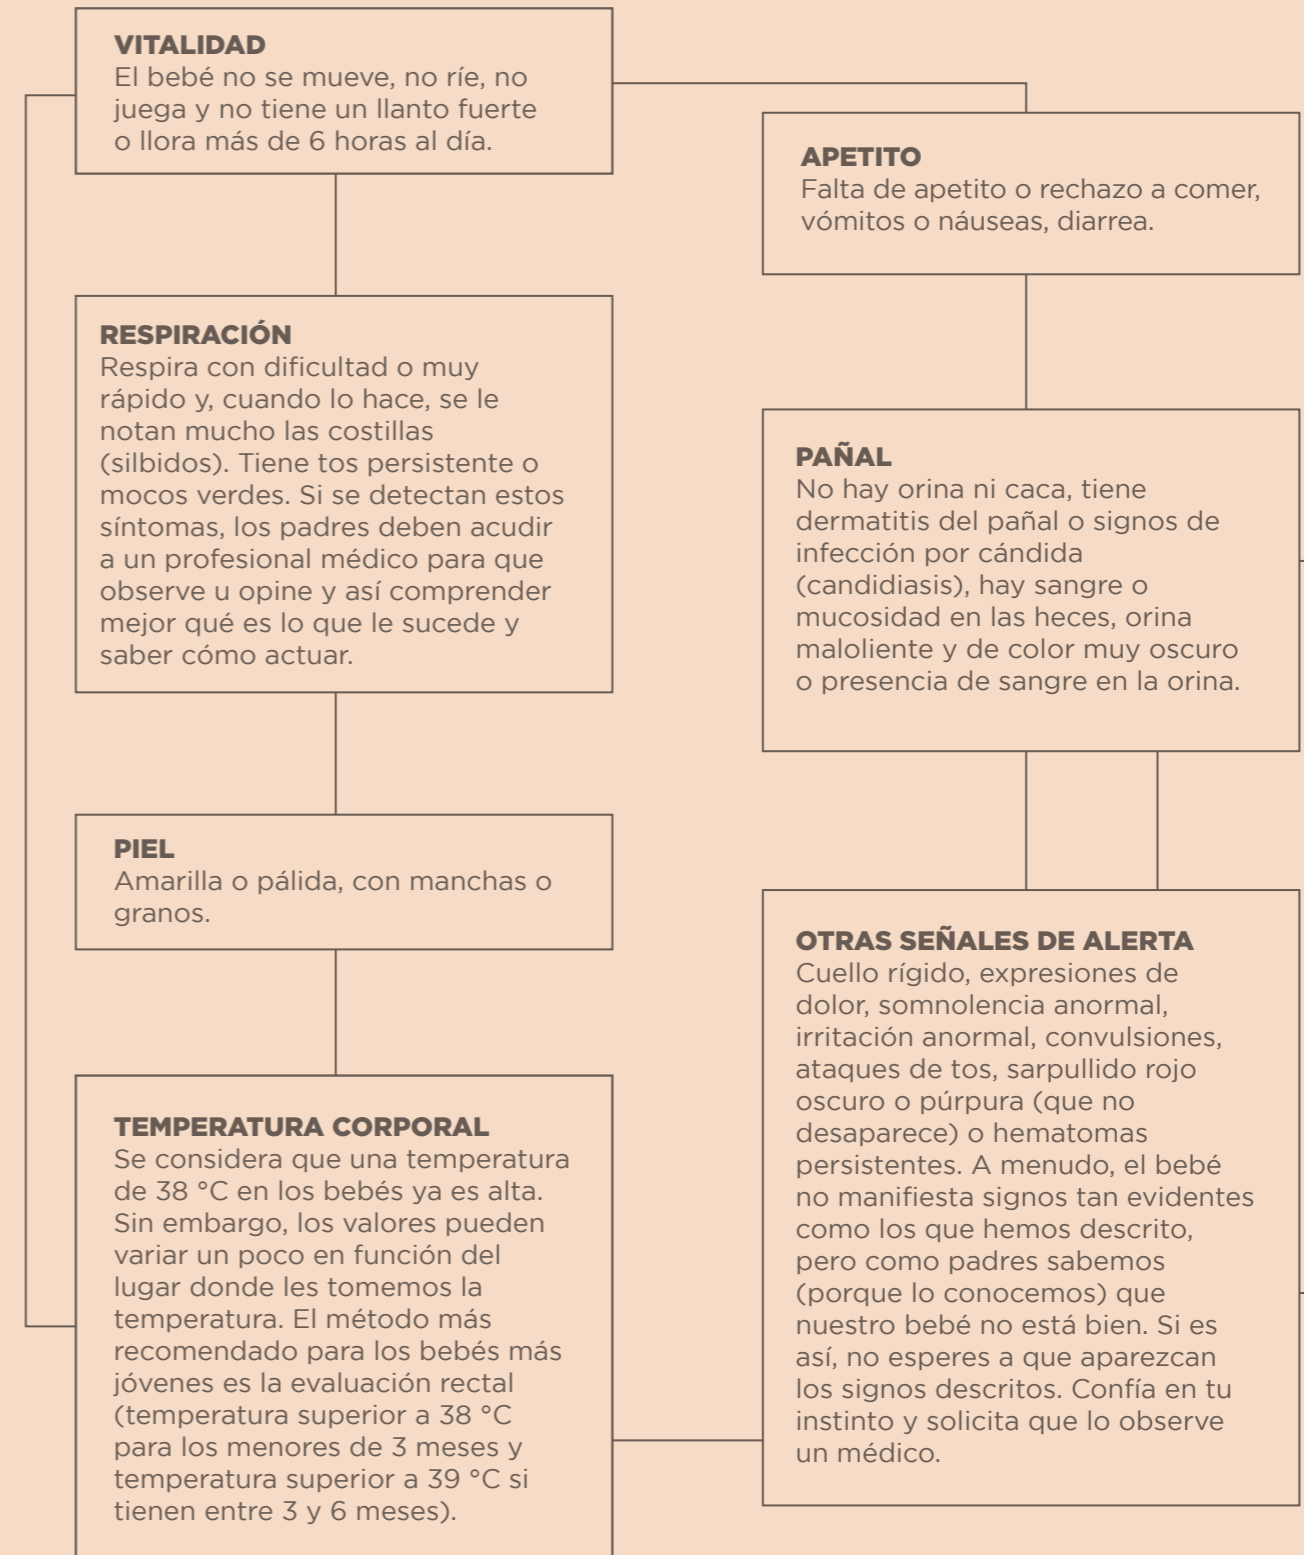 VITALIDAD
El bebé no se mueve, no ríe, no
juega y no tiene un llanto fuerte
o llora más de 6 horas al día.
RESPIRACIÓN
Respira con dificultad o muy
rápido y, cuando lo hace, se le
notan mucho las costillas
(silbidos). Tiene tos persistente o
mocos verdes. Si se detectan estos
síntomas, los padres deben acudir
a un profesional médico para que
observe u opine y así comprender
mejor qué es lo que le sucede y
saber cómo actuar.
PIEL
Amarilla o pálida, con manchas o
granos.
TEMPERATURA CORPORAL
Se considera que una temperatura
de 38 °C en los bebés ya es alta.
Sin embargo, los valores pueden
variar un poco en función del
lugar donde les tomemos la
temperatura. El método más
recomendado para los bebés más
jóvenes es la evaluación rectal
(temperatura superior a 38 °C
para los menores de 3 meses y
temperatura superior a 39 °C si
tienen entre 3 y 6 meses).
APETITO
Falta de apetito o rechazo a comer,
vómitos o náuseas, diarrea.
PAÑAL
No hay orina ni caca, tiene
dermatitis del pañal o signos de
infección por cándida
(candidiasis), hay sangre o
mucosidad en las heces, orina
maloliente y de color muy oscuro
o presencia de sangre en la orina.
OTRAS SEÑALES DE ALERTA
Cuello rígido, expresiones de
dolor, somnolencia anormal,
irritación anormal, convulsiones,
ataques de tos, sarpullido rojo
oscuro o púrpura (que no
desaparece) o hematomas
persistentes. A menudo, el bebé
no manifiesta signos tan evidentes
como los que hemos descrito,
pero como padres sabemos
(porque lo conocemos) que
nuestro bebé no está bien. Si es
así, no esperes a que aparezcan
los signos descritos. Confía en tu
instinto y solicita que lo observe
un médico.